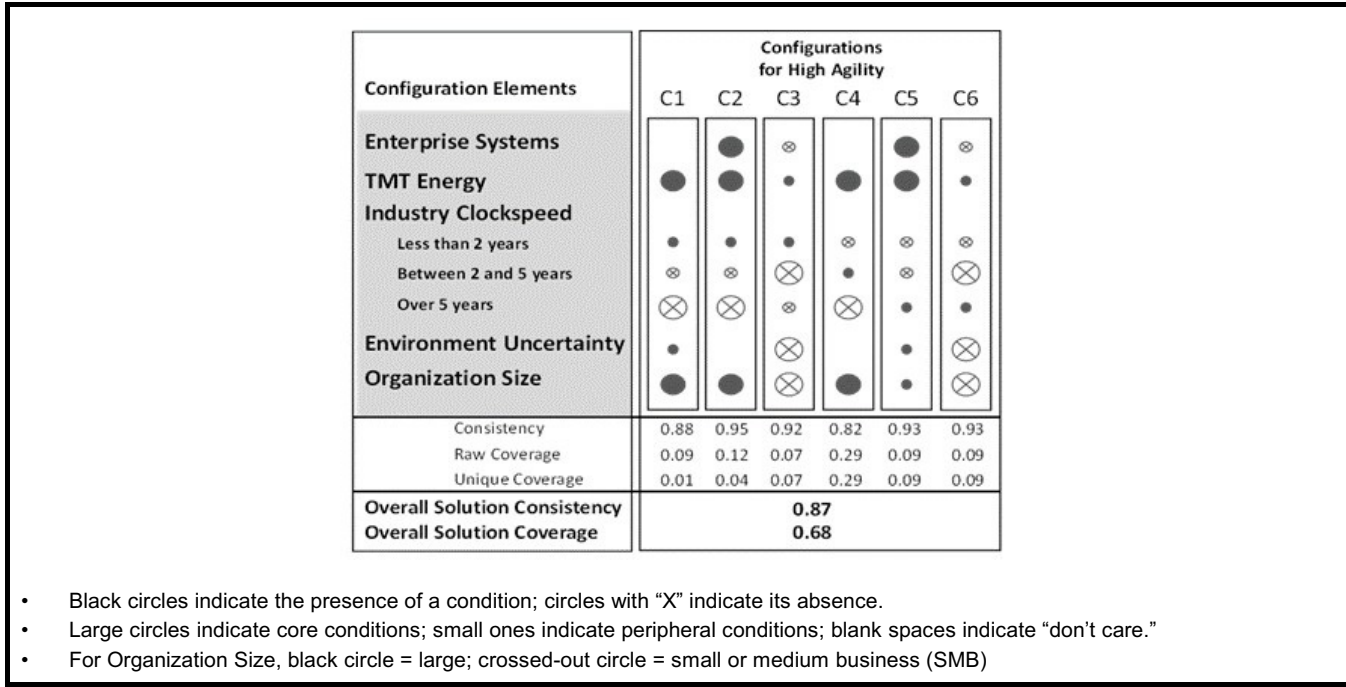 Configurations
for High Agility
Configuration Elements
C1 C2 C3 C4 C5 C6
Enterprise Systems
TMT Energy
Industry Clockspeed
Less than 2 years
Between 2 and 5 years
Over 5 years
Environment Uncertainty
Organization Size
Consistency 0.88 0.95 0.92 0.82 0.93 0.93
Raw Coverage 0.09 0.12 0.07 0.29 0.09 0.09
Unique Coverage 0.01 0.04 0.07 0.29 0.09 0.09
Overall Solution Consistency 0.87
Overall Solution Coverage 0.68
• Black circles indicate the presence of a condition; circles with “X” indicate its absence.
• Large circles indicate core conditions; small ones indicate peripheral conditions; blank spaces indicate “don’t care.”
• For Organization Size, black circle = large; crossed-out circle = small or medium business (SMB)